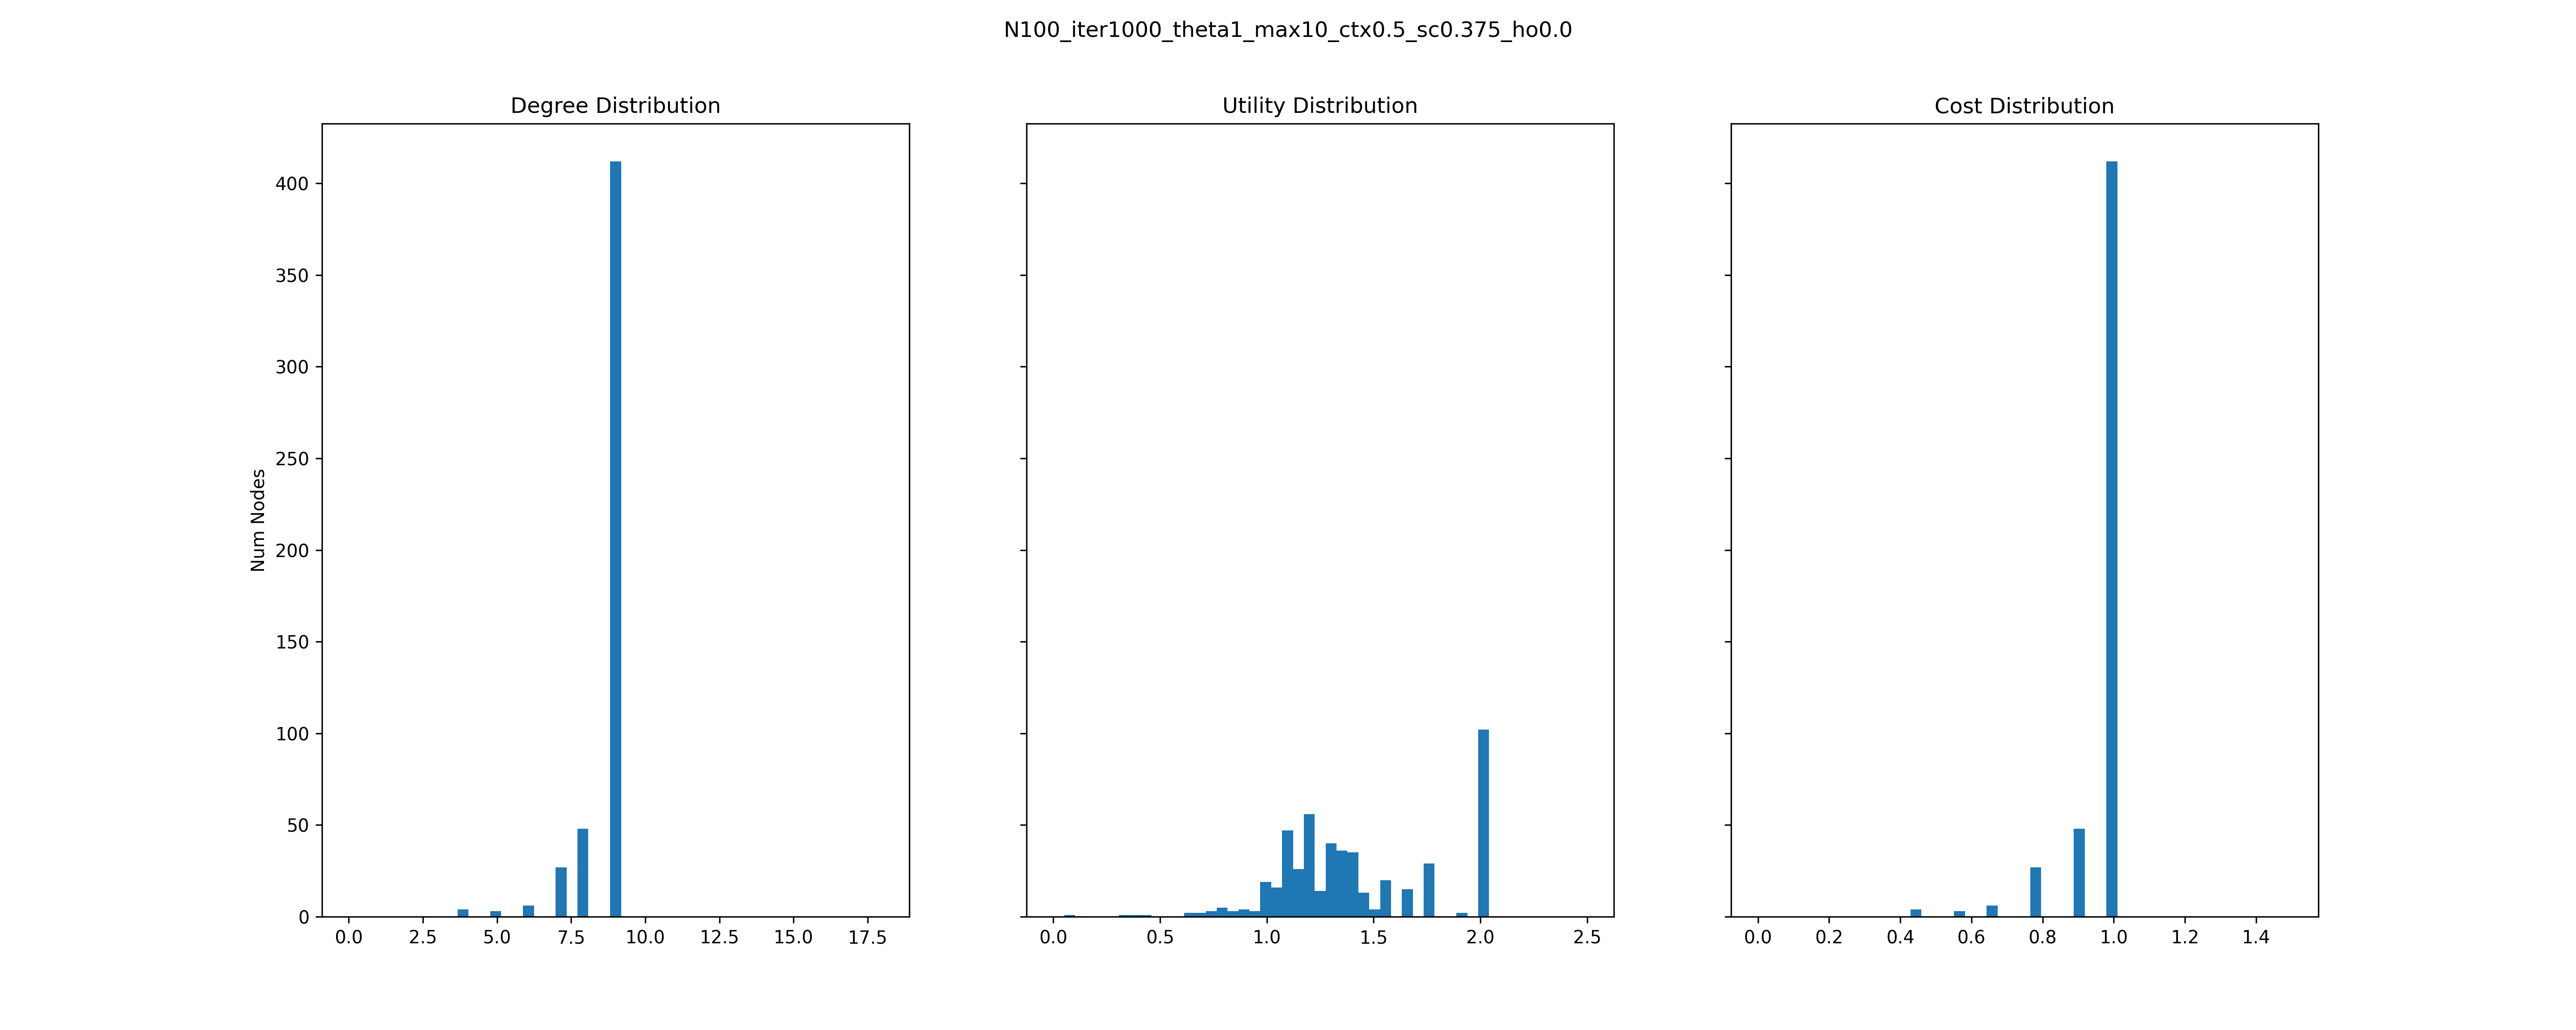 N100_iter1000_theta1_max10_ctx0.5_sc0.375_ho0.0
Degree Distribution
Utility Distribution
Cost Distribution
Num Nodes
400
350
300
250
200
150
100
50
0
0.0 2.5 5.0 7.5 10.0 12.5 15.0 17.5
0.0 0.5 1.0 1.5 2.0 2.5
0.0 0.2 0.4 0.6 0.8 1.0 1.2 1.4